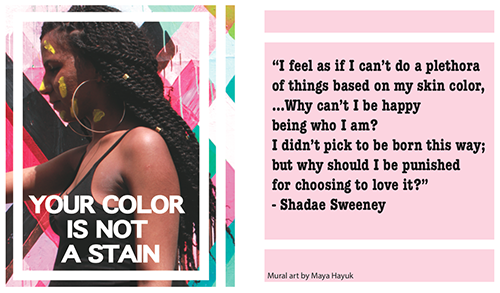 YOUR COLOR
IS NOT
A STAIN
“I feel as if I can’t do a plethora
of things based on my skin color,
...Why can’t I be happy
being who I am?
I didn’t pick to be born this way;
but why should I be punished
for choosing to love it?”
- Shadae Sweeney
Mural art by Maya Hayuk